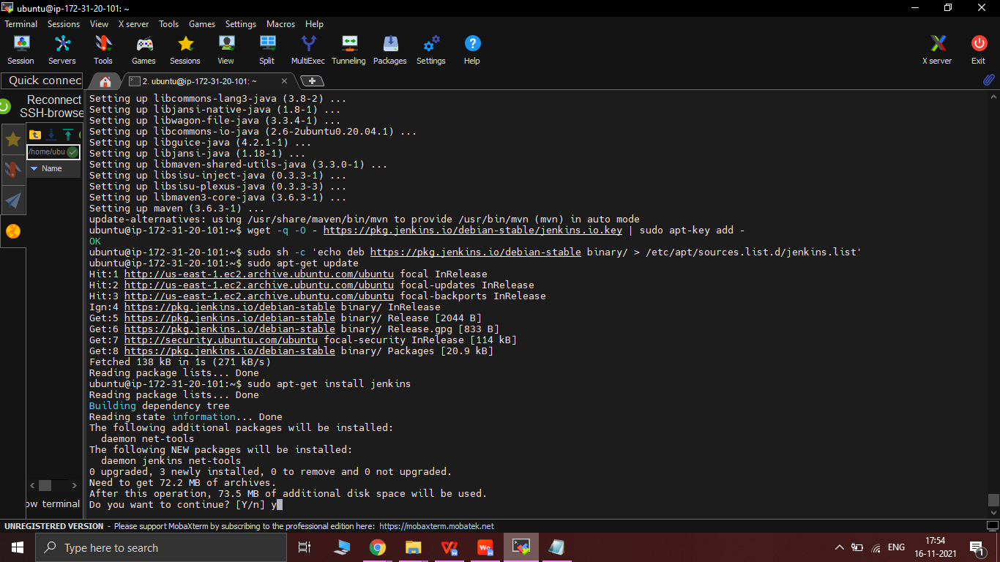 ubuntu@ip-172-31-20-101: ~
Terminal Sessions View X server Tools Games Settings Macros Help
Session Servers Tools Games Sessions View Split MultiExec Tunneling Packages Settings Help X server Exit
Quick connec
2. ubuntu@ip-172-31-20-101: ~
Reconnect
SSH-browse
/home/ubu
Name
ow terminal
Setting up libcommons-lang3-java (3.8-2) ...
Setting up libjansi-native-java (1.8-1) ...
Setting up libwagon-file-java (3.3.4-1) ...
Setting up libcommons-io-java (2.6-2ubuntu0.20.04.1) ...
Setting up libguice-java (4.2.1-1) ...
Setting up libjansi-java (1.18-1) ...
Setting up libmaven-shared-utils-java (3.3.0-1) ...
Setting up libsisu-inject-java (0.3.3-1) ...
Setting up libsisu-plexus-java (0.3.3-3) ...
Setting up libmaven3-core-java (3.6.3-1) ...
Setting up maven (3.6.3-1) ...
update-alternatives: using /usr/share/maven/bin/mvn to provide /usr/bin/mvn (mvn) in auto mode
ubuntu@ip-172-31-20-101:~$ wget -q -O - https://pkg.jenkins.io/debian-stable/jenkins.io.key | sudo apt-key add -
OK
ubuntu@ip-172-31-20-101:~$ sudo sh -c 'echo deb https://pkg.jenkins.io/debian-stable binary/ > /etc/apt/sources.list.d/jenkins.list'
ubuntu@ip-172-31-20-101:~$ sudo apt-get update
Hit:1 http://us-east-1.ec2.archive.ubuntu.com/ubuntu focal InRelease
Hit:2 http://us-east-1.ec2.archive.ubuntu.com/ubuntu focal-updates InRelease
Hit:3 http://us-east-1.ec2.archive.ubuntu.com/ubuntu focal-backports InRelease
Ign:4 https://pkg.jenkins.io/debian-stable binary/ InRelease
Get:5 https://pkg.jenkins.io/debian-stable binary/ Release [2044 B]
Get:6 https://pkg.jenkins.io/debian-stable binary/ Release.gpg [833 B]
Get:7 http://security.ubuntu.com/ubuntu focal-security InRelease [114 kB]
Get:8 https://pkg.jenkins.io/debian-stable binary/ Packages [20.9 kB]
Fetched 138 kB in 1s (271 kB/s)
Reading package lists... Done
ubuntu@ip-172-31-20-101:~$ sudo apt-get install jenkins
Reading package lists... Done
Building dependency tree
Reading state information... Done
The following additional packages will be installed:
daemon net-tools
The following NEW packages will be installed:
daemon jenkins net-tools
0 upgraded, 3 newly installed, 0 to remove and 0 not upgraded.
Need to get 72.2 MB of archives.
After this operation, 73.5 MB of additional disk space will be used.
Do you want to continue? [Y/n] y
UNREGISTERED VERSION - Please support MobaXterm by subscribing to the professional edition here: https://mobaxterm.mobatek.net
Type here to search
ENG
17:54
16-11-2021
1